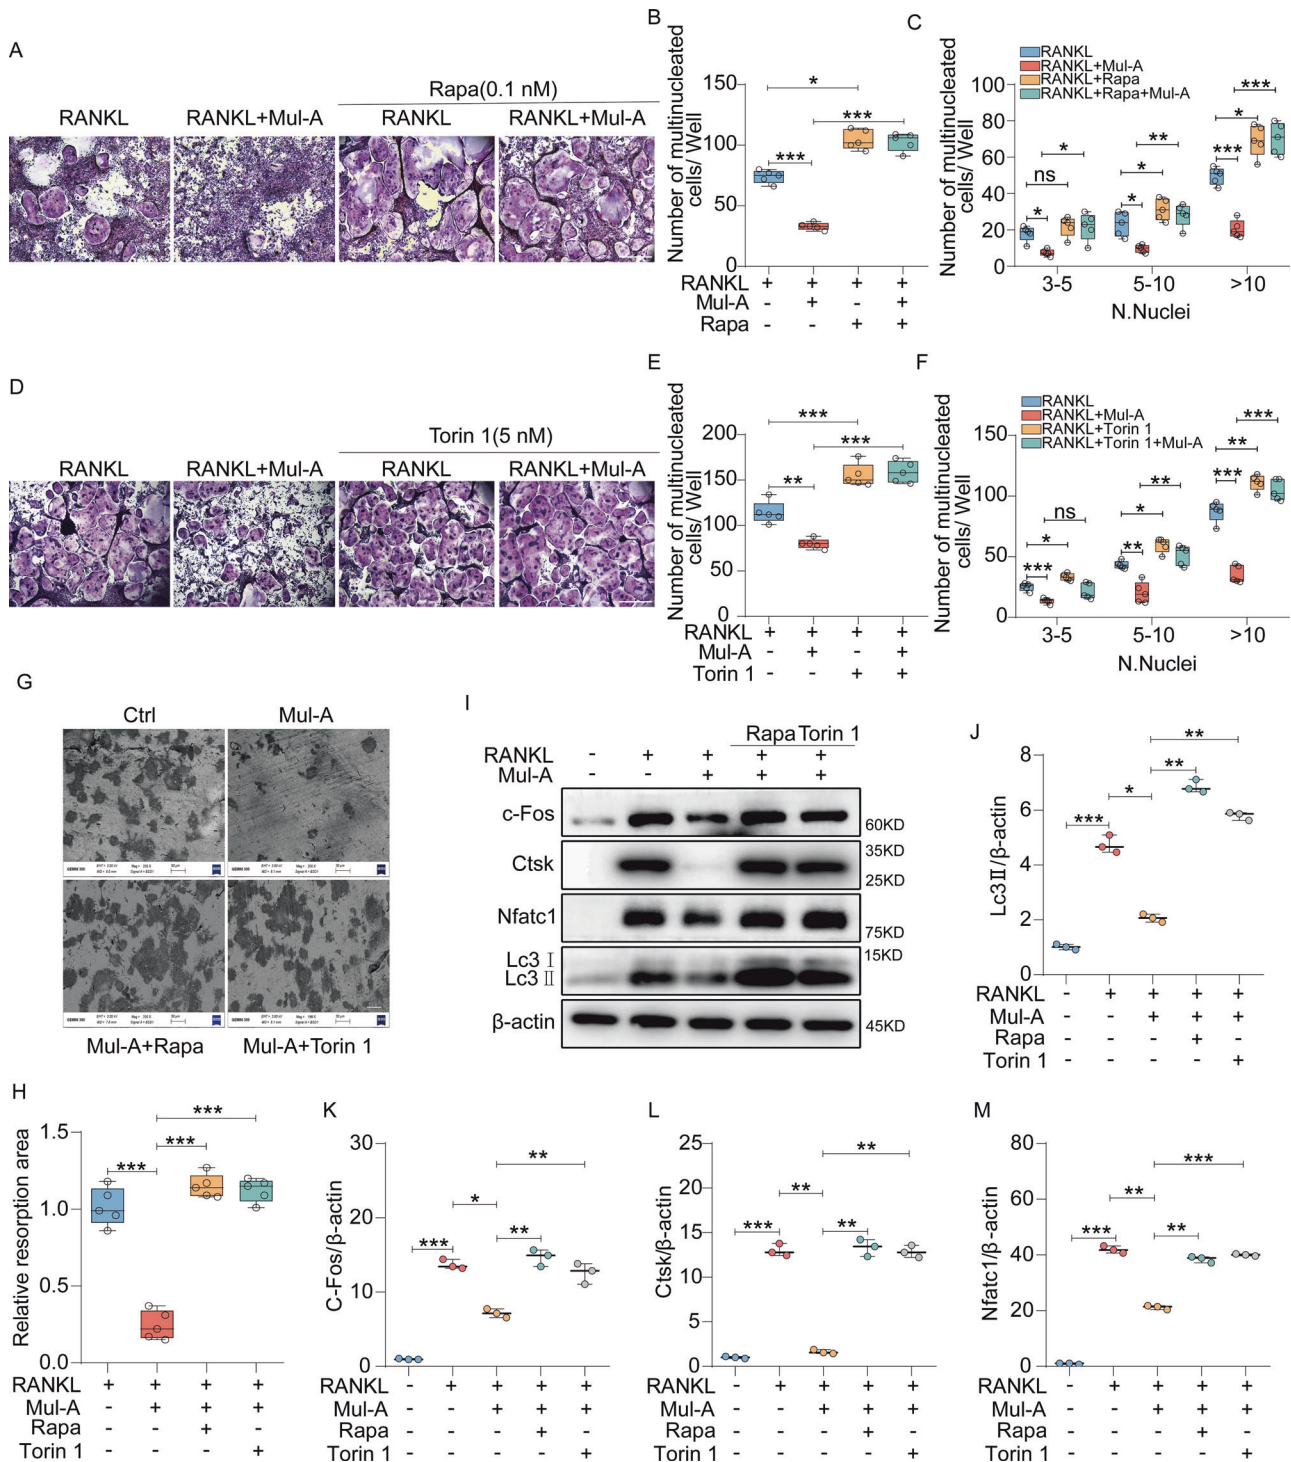 A
Rapa(0.1 nM)
RANKL
RANKL+Mul-A
RANKL
RANKL+Mul-A
B
Number of multinucleated
cells/ Well
150
100
50
0
*
***
***
RANKL + + + +
Mul-A - + - +
Rapa - - + +
C
RANKL
RANKL+Mul-A
RANKL+Rapa
RANKL+Rapa+Mul-A
Number of multinucleated
cells/ Well
100
80
60
40
20
0
*
ns
*
**
*
*
***
*
***
3-5
5-10
>10
N.Nuclei
D
Torin 1(5 nM)
RANKL
RANKL+Mul-A
RANKL
RANKL+Mul-A
E
Number of multinucleated
cells/ Well
200
150
100
50
0
***
***
**
RANKL + + + +
Mul-A - + - +
Torin 1 - - + +
F
RANKL
RANKL+Mul-A
RANKL+Torin 1
RANKL+Torin 1+Mul-A
Number of multinucleated
cells/ Well
150
100
50
0
ns
*
***
**
*
**
***
**
***
3-5
5-10
>10
N.Nuclei
G
Ctrl
Mul-A
Mul-A+Rapa
Mul-A+Torin 1
H
Relative resorption area
1.5
1.0
0.5
0.0
***
***
***
RANKL + + + +
Mul-A - + + +
Rapa - - + -
Torin 1 - - - +
I
Rapa Torin 1
RANKL - + + + +
Mul-A - - + + +
c-Fos
60KD
Ctsk
35KD
25KD
Nfatc1
75KD
Lc3 Ⅰ
Lc3 Ⅱ
15KD
β-actin
45KD
J
Lc3Ⅱ/β-actin
8
6
4
2
0
***
*
**
**
RANKL - + + + +
Mul-A - - + + +
Rapa - - - + -
Torin 1 - - - - +
K
C-Fos/β-actin
30
20
10
0
***
*
**
**
RANKL - + + + +
Mul-A - - + + +
Rapa - - - + -
Torin 1 - - - - +
L
Ctsk/β-actin
25
20
15
10
5
0
***
**
**
**
RANKL - + + + +
Mul-A - - + + +
Rapa - - - + -
Torin 1 - - - - +
M
Nfatc1/β-actin
80
60
40
20
0
***
**
**
***
RANKL - + + + +
Mul-A - - + + +
Rapa - - - + -
Torin 1 - - - - +